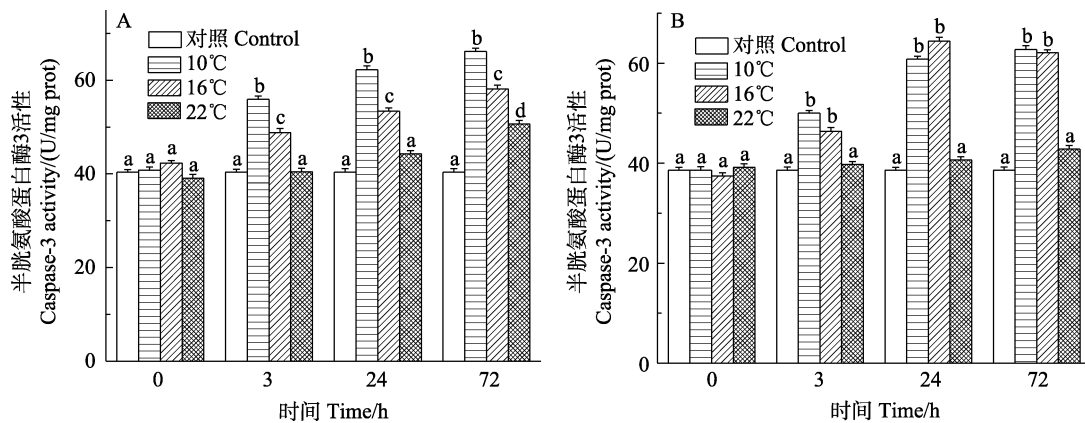 A
对照 Control
10℃
16℃
22℃
半胱氨酸蛋白酶3活性
Caspase-3 activity/(U/mg prot)
60
40
20
0
a a a a
a b c a
a b c a
a b c d
0 3 24 72
时间 Time/h
B
对照 Control
10℃
16℃
22℃
半胱氨酸蛋白酶3活性
Caspase-3 activity/(U/mg prot)
60
40
20
0
a a a a
a b b a
a b b a
a b b a
0 3 24 72
时间 Time/h